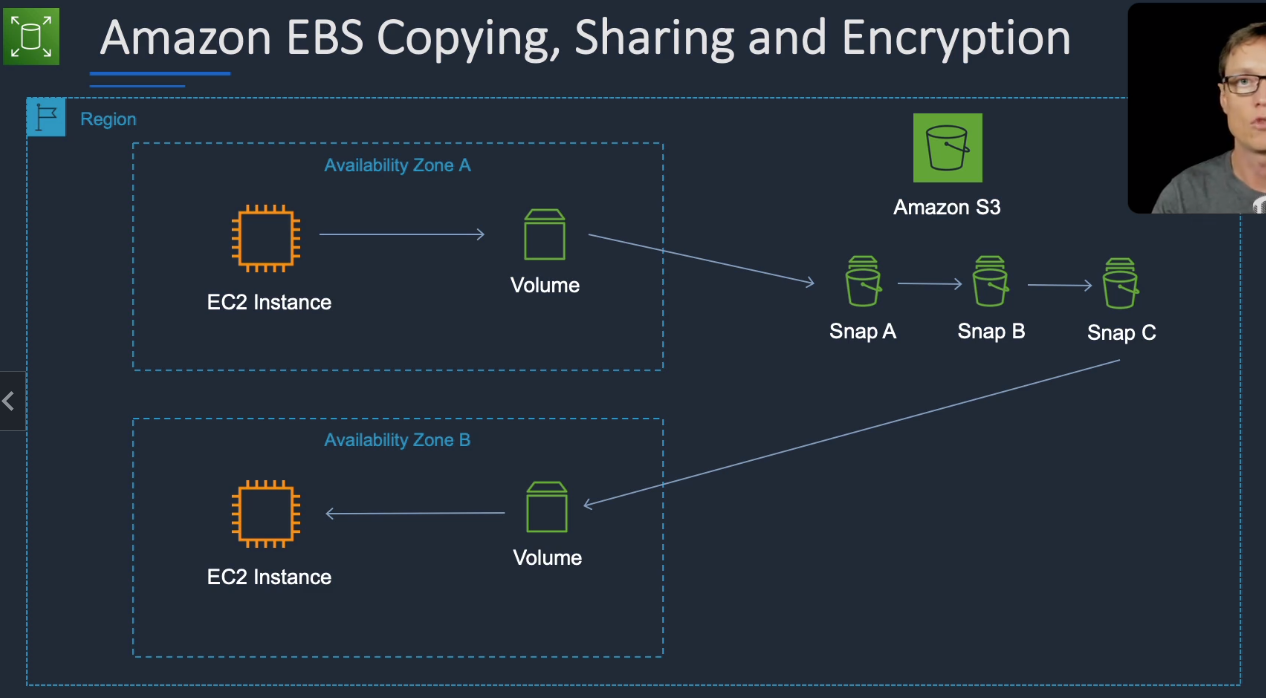 Amazon EBS Copying, Sharing and Encryption
Region
Availability Zone A
EC2 Instance
Volume
Amazon S3
Snap A
Snap B
Snap C
Availability Zone B
EC2 Instance
Volume